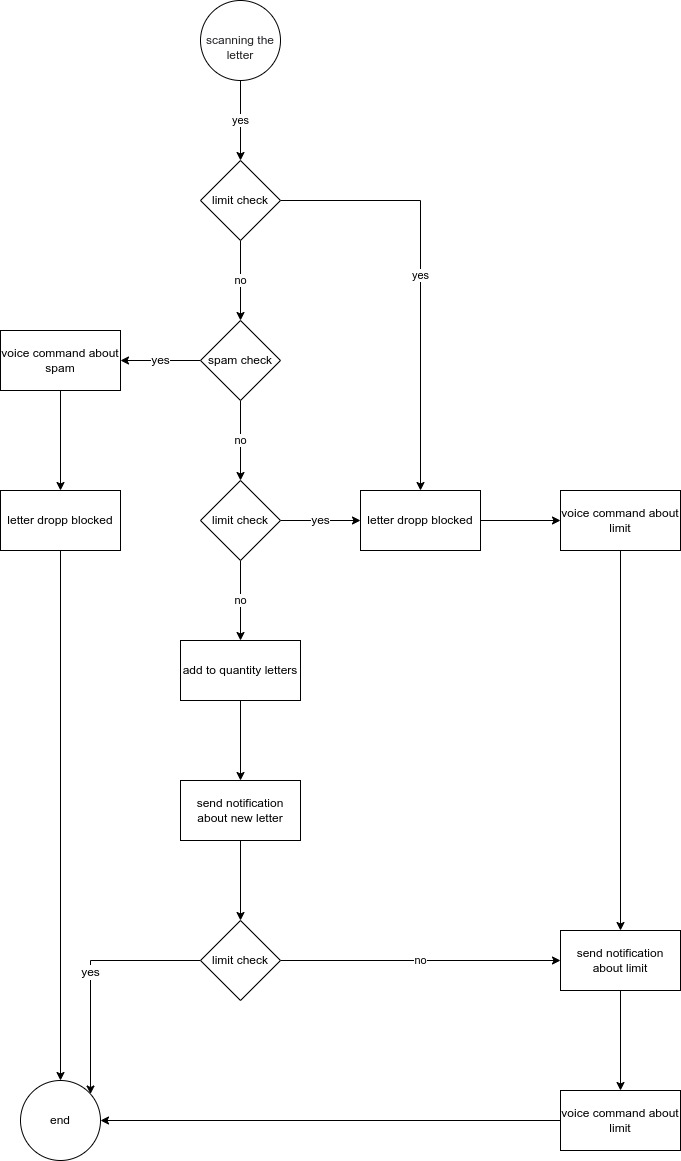 scanning the
letter
yes
limit check
yes
no
voice command about
spam
yes
spam check
no
letter dropp blocked
limit check
yes
letter dropp blocked
voice command about
limit
no
add to quantity letters
send notification
about new letter
limit check
no
send notification
about limit
yes
end
voice command about
limit